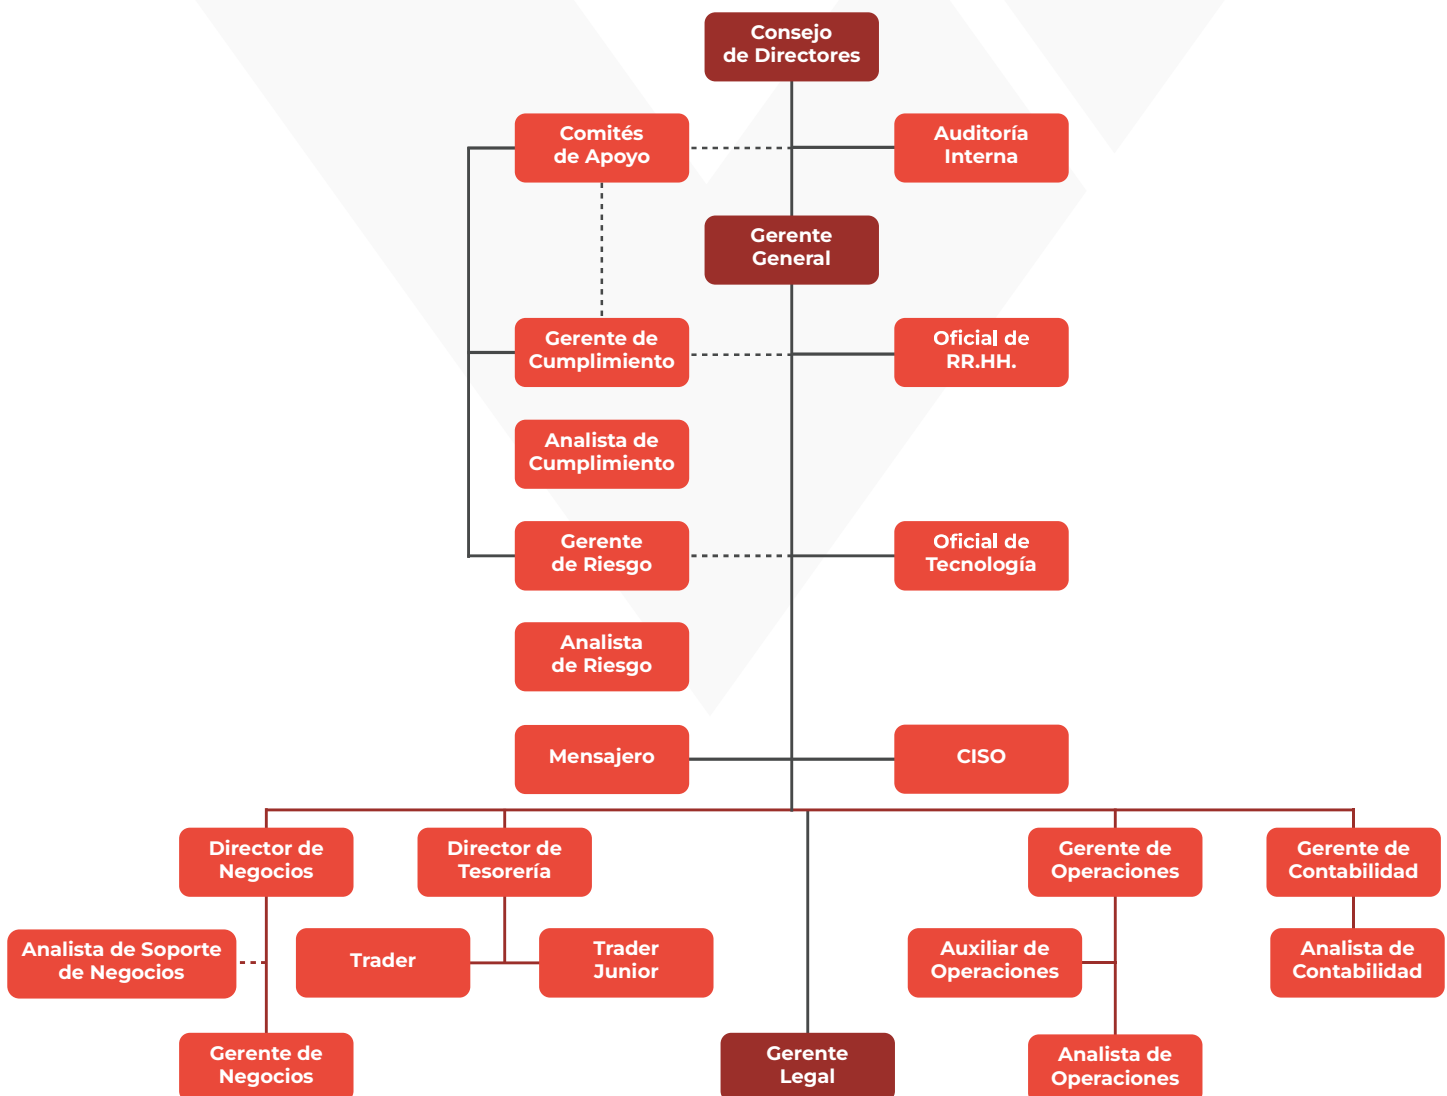 Consejo
de Directores
Comités
de Apoyo
Auditoría
Interna
Gerente
General
Gerente de
Cumplimiento
Oficial de
RR.HH.
Analista de
Cumplimiento
Gerente
de Riesgo
Oficial de
Tecnología
Analista
de Riesgo
Mensajero
CISO
Director de
Negocios
Director de
Tesorería
Gerente de
Operaciones
Gerente de
Contabilidad
Analista de Soporte
de Negocios
Trader
Trader
Junior
Auxiliar de
Operaciones
Analista de
Contabilidad
Gerente de
Negocios
Gerente
Legal
Analista de
Operaciones